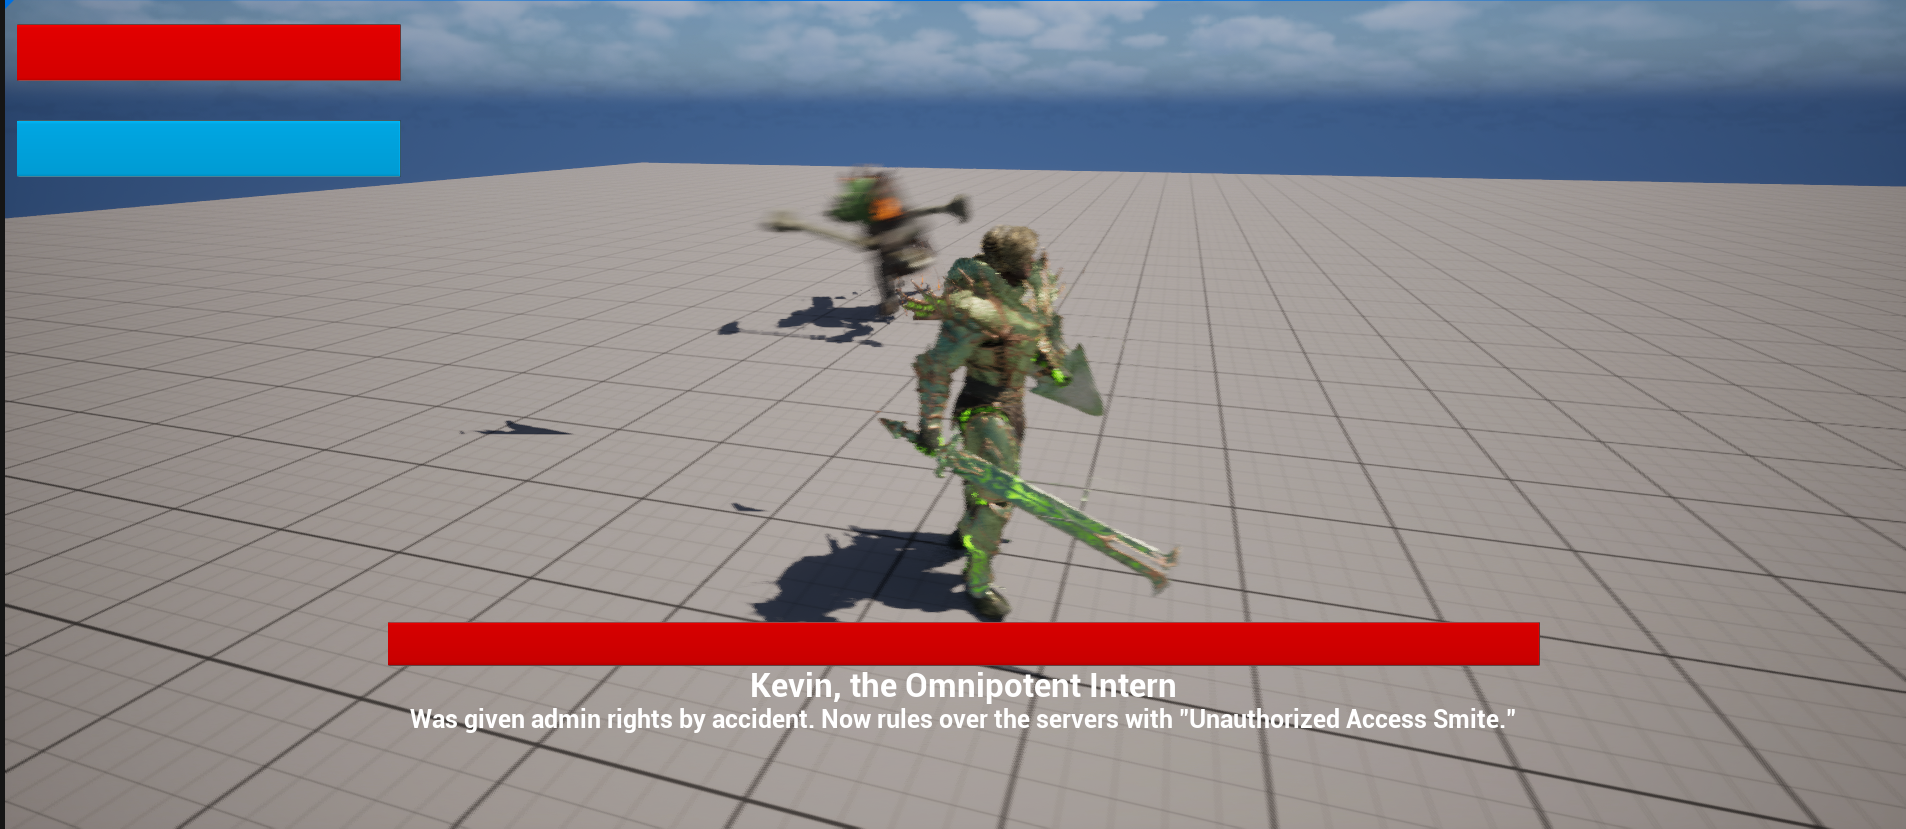 Kevin, the Omnipotent Intern
Was given admin rights by accident. Now rules over the servers with "Unauthorized Access Smite."